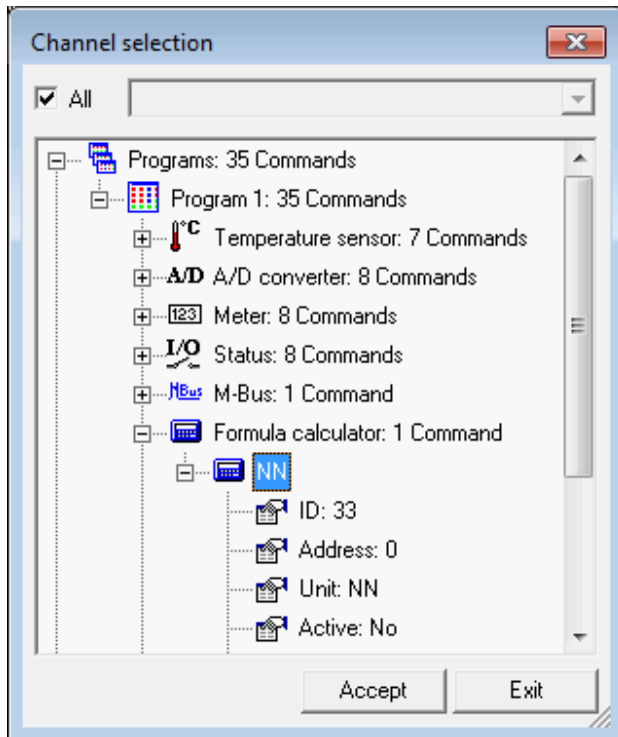 Channel selection
All
Programs: 35 Commands
Program 1: 35 Commands
°C Temperature sensor: 7 Commands
A/D A/D converter: 8 Commands
123 Meter: 8 Commands
I/O Status: 8 Commands
MBus M-Bus: 1 Command
Formula calculator: 1 Command
NN
ID: 33
Address: 0
Unit: NN
Active: No
Accept Exit